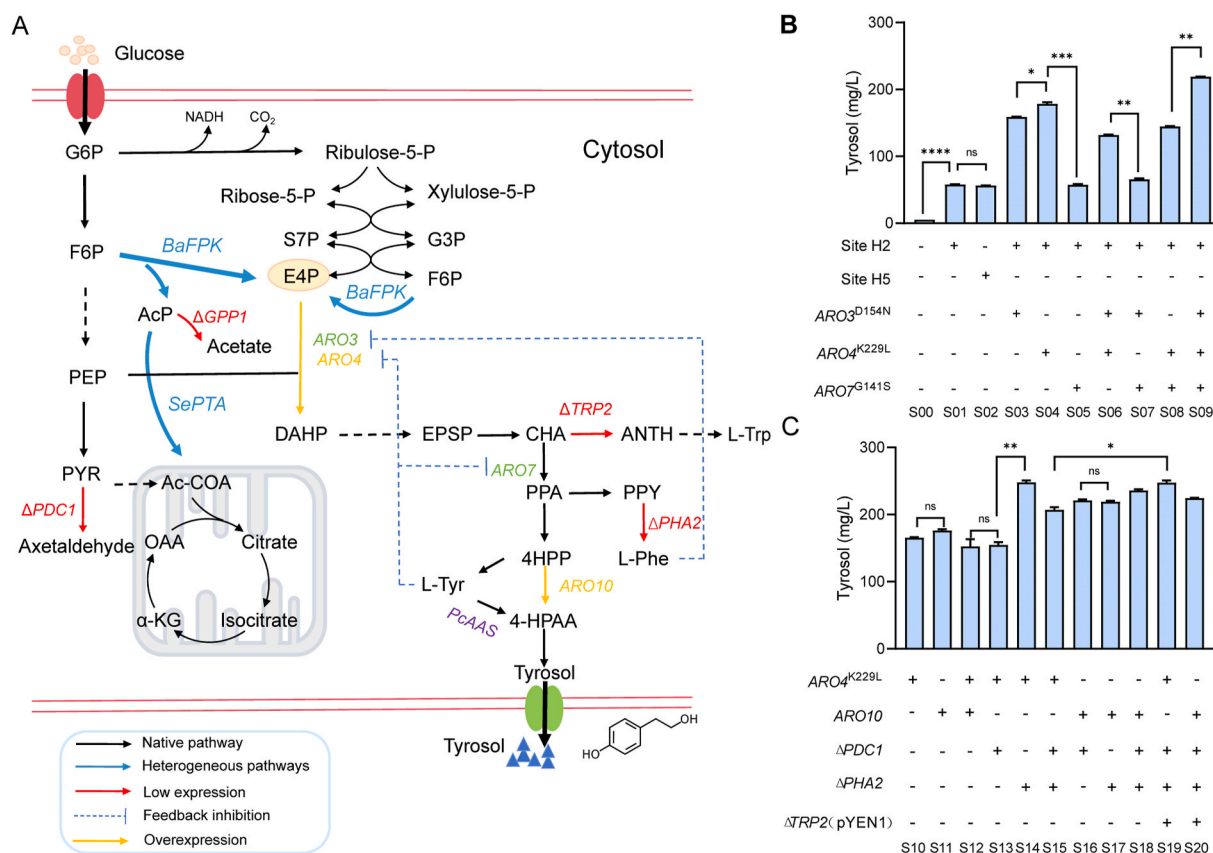 A
Glucose
NADH
CO2
G6P
Ribulose-5-P
Cytosol
Ribose-5-P
Xylulose-5-P
F6P
BaFPK
S7P
G3P
E4P
F6P
BaFPK
AcP
ΔGPP1
Acetate
ARO3
ARO4
PEP
SePTA
ΔTRP2
DAHP
EPSP
CHA
ANTH
L-Trp
ARO7
PYR
Ac-COA
PPA
PPY
ΔPDC1
ΔPHA2
Axetaldehyde
OAA
Citrate
4HPP
L-Phe
L-Tyr
ARO10
α-KG
Isocitrate
PcAAS
4-HPAA
Tyrosol
Tyrosol
HO
OH
Native pathway
Heterogeneous pathways
Low expression
Feedback inhibition
Overexpression
B
Tyrosol (mg/L)
300
200
100
0
**** ns * *** ** **
Site H2 - + - + + + + + + +
Site H5 - - + - - - - - - -
ARO3D154N - - - + - - + + - +
ARO4K229L - - - - + - + - + +
ARO7G141S - - - - - + - + + +
S00 S01 S02 S03 S04 S05 S06 S07 S08 S09
C
Tyrosol (mg/L)
300
200
100
0
ns ns ** ns *
ARO4K229L + - + + + + - - - + -
ARO10 - + + - - - + + + - +
ΔPDC1 - - - + - + + - + + +
ΔPHA2 - - - - + + - + + + +
ΔTRP2(pYEN1) - - - - - - - - - + +
S10 S11 S12 S13 S14 S15 S16 S17 S18 S19 S20